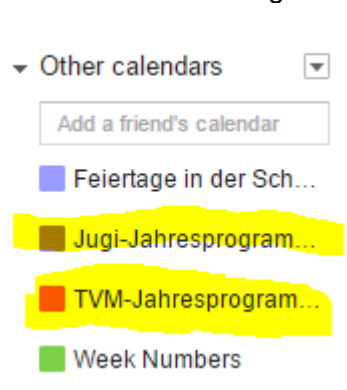 Other calendars
Add a friend's calendar
Feiertage in der Sch...
Jugi-Jahresprogram...
TVM-Jahresprogram...
Week Numbers